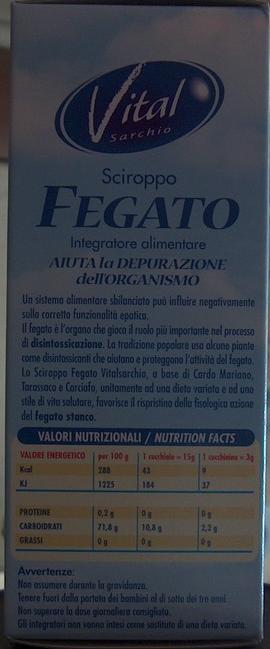 Vital
Sarchio
Sciroppo
FEGATO
Integratore alimentare
AIUTA la DEPURAZIONE
dell'ORGANISMO
Un sistema alimentare sbilanciato può influire negativamente
sulla corretta funzionalità epatica.
Il fegato è l'organo che gioca il ruolo più importante nel processo
di disintossicazione. La tradizione popolare usa alcune piante
come disintossicanti che aiutano e proteggono l'attività del fegato.
Lo Sciroppo Fegato Vitalsarchio, a base di Cardo Mariano,
Tarassaco e Carciofo, unitamente ad una dieta variata e ad uno
stile di vita salutare, favorisce il ripristino della fisiologica azione
del fegato stanco.
VALORI NUTRIZIONALI / NUTRITION FACTS
VALORE ENERGETICO per 100 g 1 cucchiaio = 15g 1 cucchiaino = 3g
Kcal 288 43 9
KJ 1225 184 37
PROTEINE 0,2 g 0 g 0 g
CARBOIDRATI 71,8 g 10,8 g 2,2 g
GRASSI 0 g 0 g 0 g
Avvertenze:
Non assumere durante la gravidanza.
Tenere fuori dalla portata dei bambini al di sotto dei tre anni.
Non superare la dose giornaliera consigliata.
Gli integratori non vanno intesi come sostituto di una dieta variata.